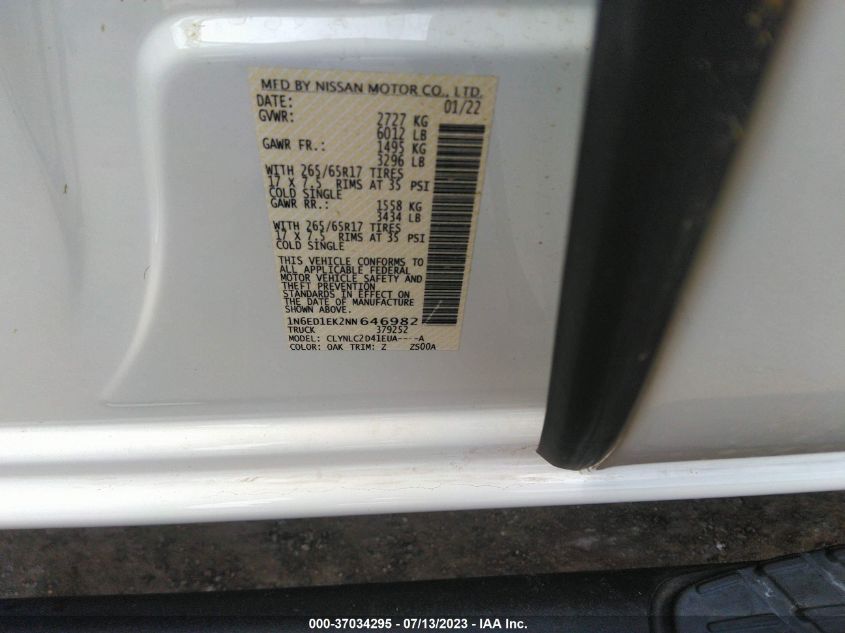 MFD BY NISSAN MOTOR CO., LTD.
DATE: 01/22
GVWR: 2727 KG
6012 LB
GAWR FR.: 1495 KG
3296 LB
WITH 265/65R17 TIRES
17 X 7.5 RIMS AT 35 PSI
COLD SINGLE
GAWR RR.: 1558 KG
3434 LB
WITH 265/65R17 TIRES
17 X 7.5 RIMS AT 35 PSI
COLD SINGLE
THIS VEHICLE CONFORMS TO
ALL APPLICABLE FEDERAL
MOTOR VEHICLE SAFETY AND
THEFT PREVENTION
STANDARDS IN EFFECT ON
THE DATE OF MANUFACTURE
SHOWN ABOVE.
1N6ED1EK2NN646982
TRUCK 379252
MODEL: CLYNLC2D41EUA----A
COLOR: QAK TRIM: Z ZS00A
000-37034295 - 07/13/2023 - IAA Inc.